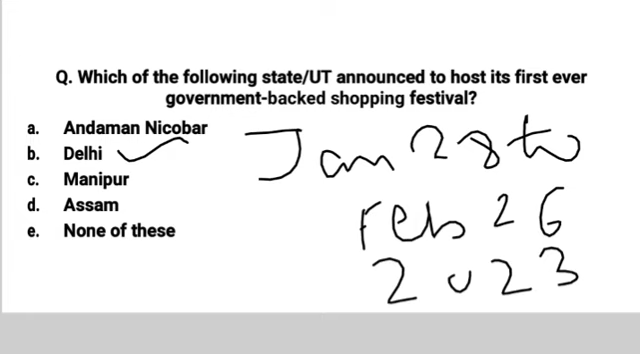 Q. Which of the following state/UT announced to host its first ever
government-backed shopping festival?
a. Andaman Nicobar
b. Delhi
c. Manipur
d. Assam
e. None of these
Jan 28 to
Feb 26
2023